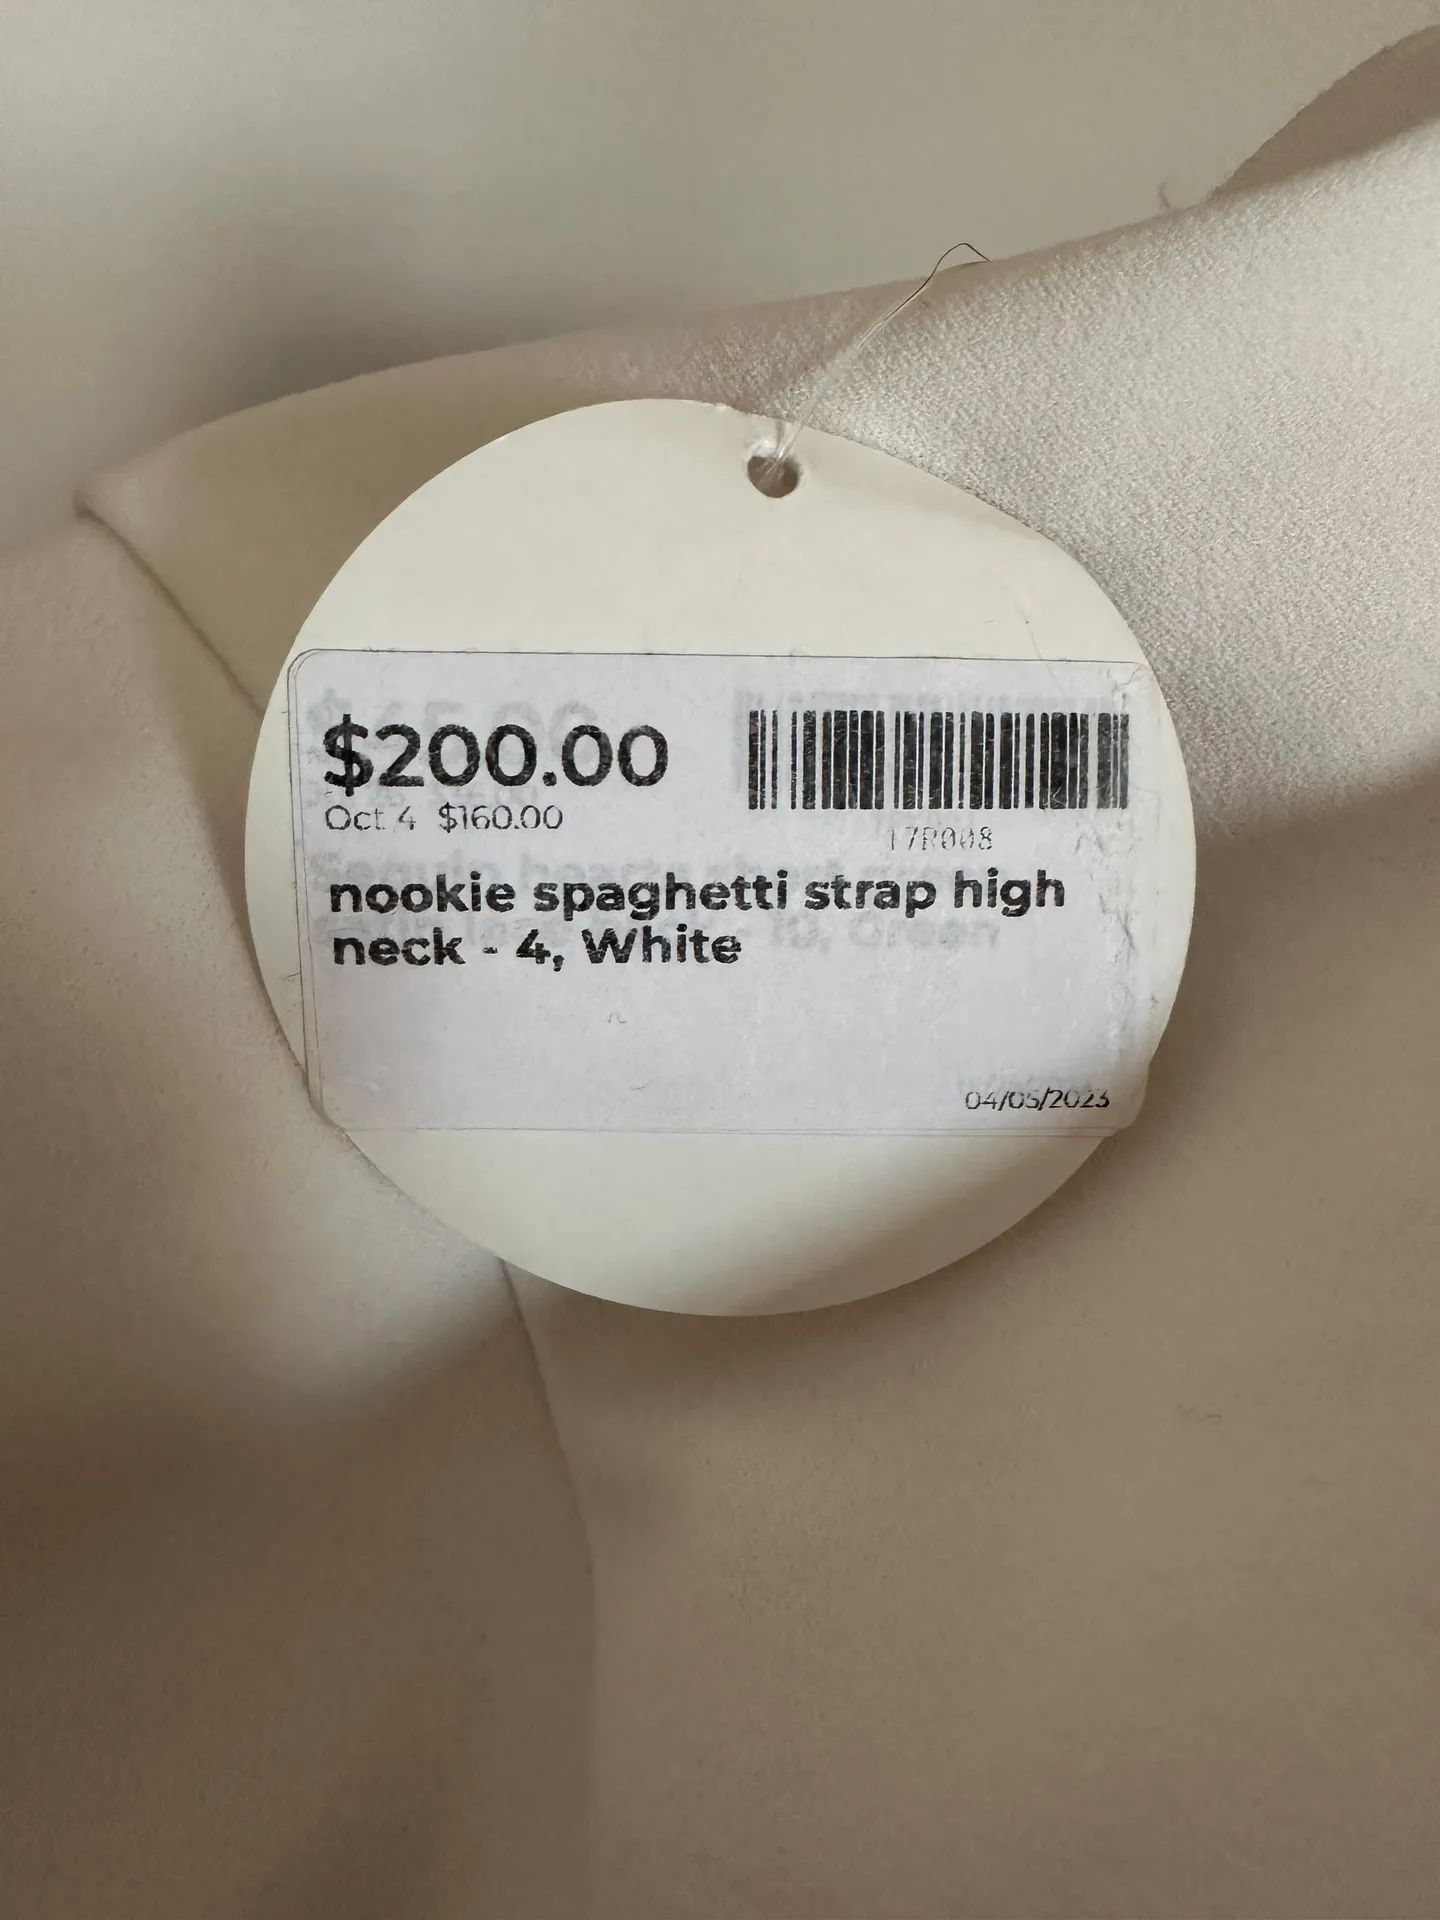 $200.00
Oct 4 $160.00
17R008
nookie spaghetti strap high
neck - 4, White
04/05/2023